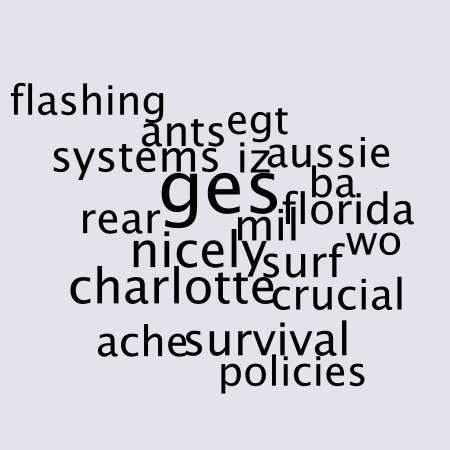 flashing
ants egt
systems iz aussie
ges ba
rear mil florida
nicely surf wo
charlotte crucial
ache survival
policies